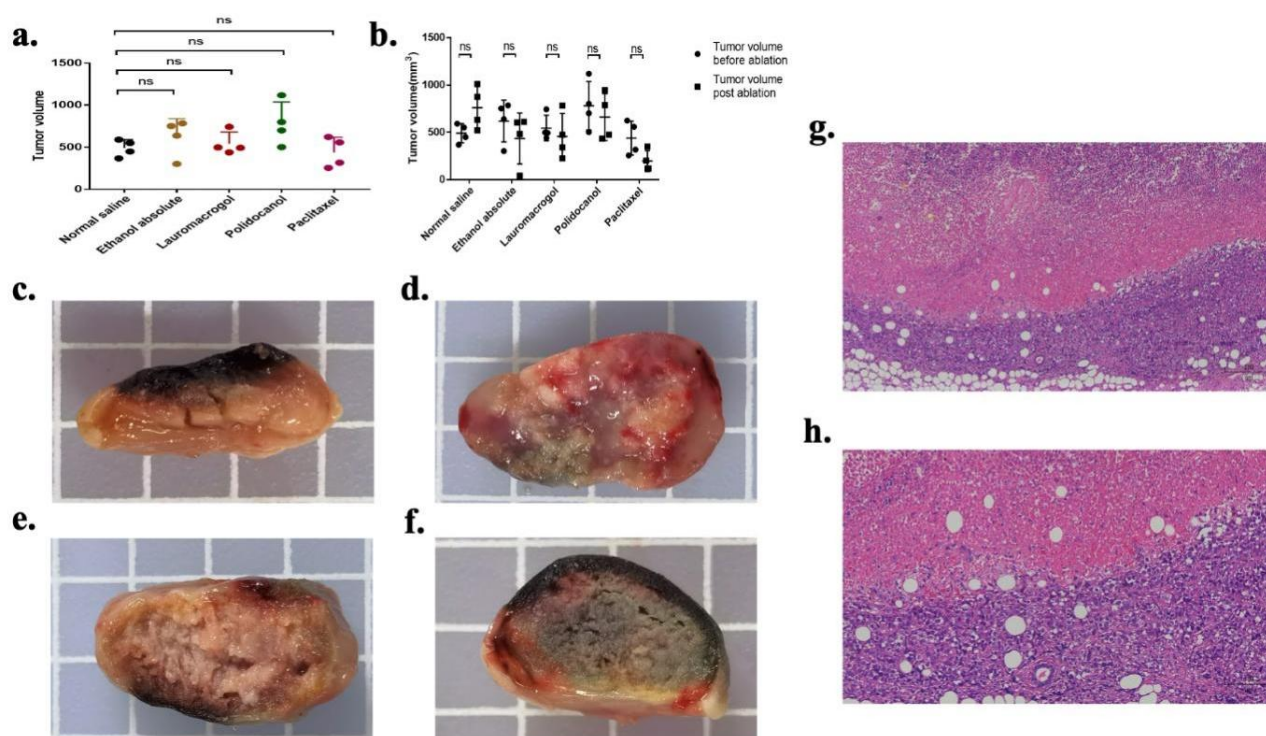 a.
ns
ns
ns
ns
Tumor volume
1500
1000
500
0
Normal saline
Ethanol absolute
Lauromacrogol
Polidocanol
Paclitaxel
b.
Tumor volume(mm³)
1500
1000
500
0
ns
ns
ns
ns
ns
Normal saline
Ethanol absolute
Lauromacrogol
Polidocanol
Paclitaxel
Tumor volume
before ablation
Tumor volume
post ablation
c.
d.
e.
f.
g.
h.